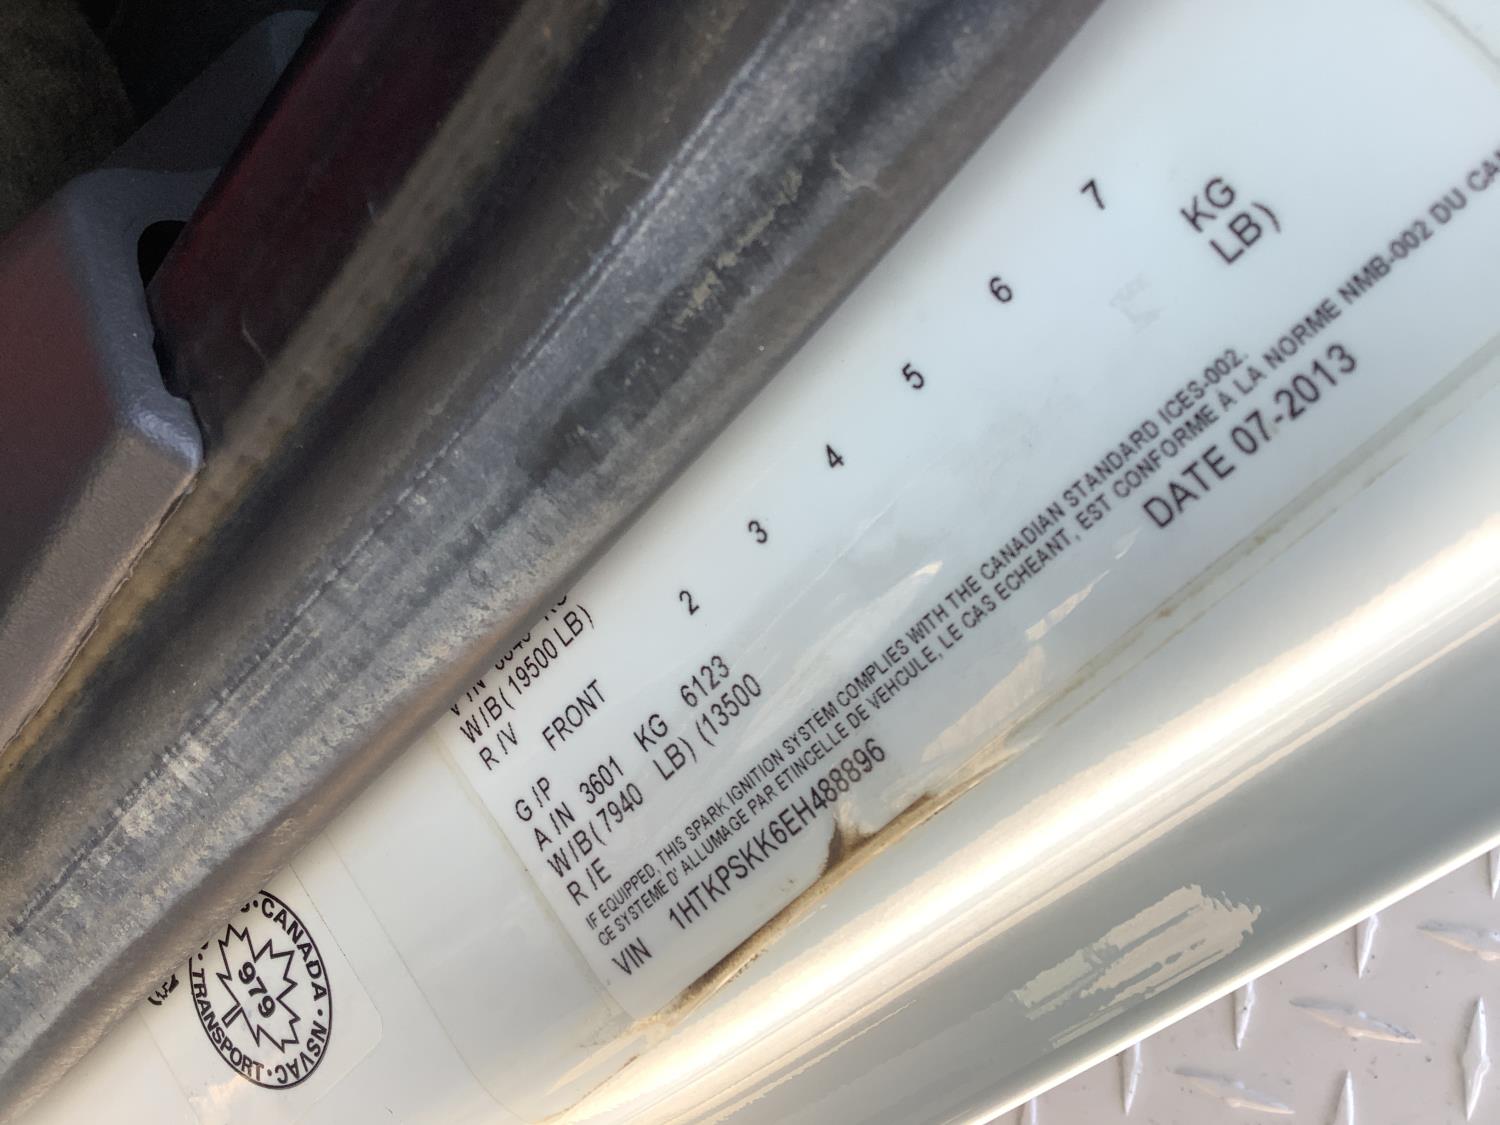 W/B(19500 LB)
R/V FRONT 2 3 4 5 6 7
G/P
A/N 3601 KG 6123 KG
W/B(7940 LB) (13500 LB)
R/E
IF EQUIPPED, THIS SPARK IGNITION SYSTEM COMPLIES WITH THE CANADIAN STANDARD ICES-002.
CE SYSTEME D' ALLUMAGE PAR ETINCELLE DE VEHCULE, LE CAS ECHEANT, EST CONFORME À LA NORME NMB-002 DU
VIN 1HTKPSKK6EH488896 DATE 07-2013
CANADA · NSVAC · TRANSPORT ·
979